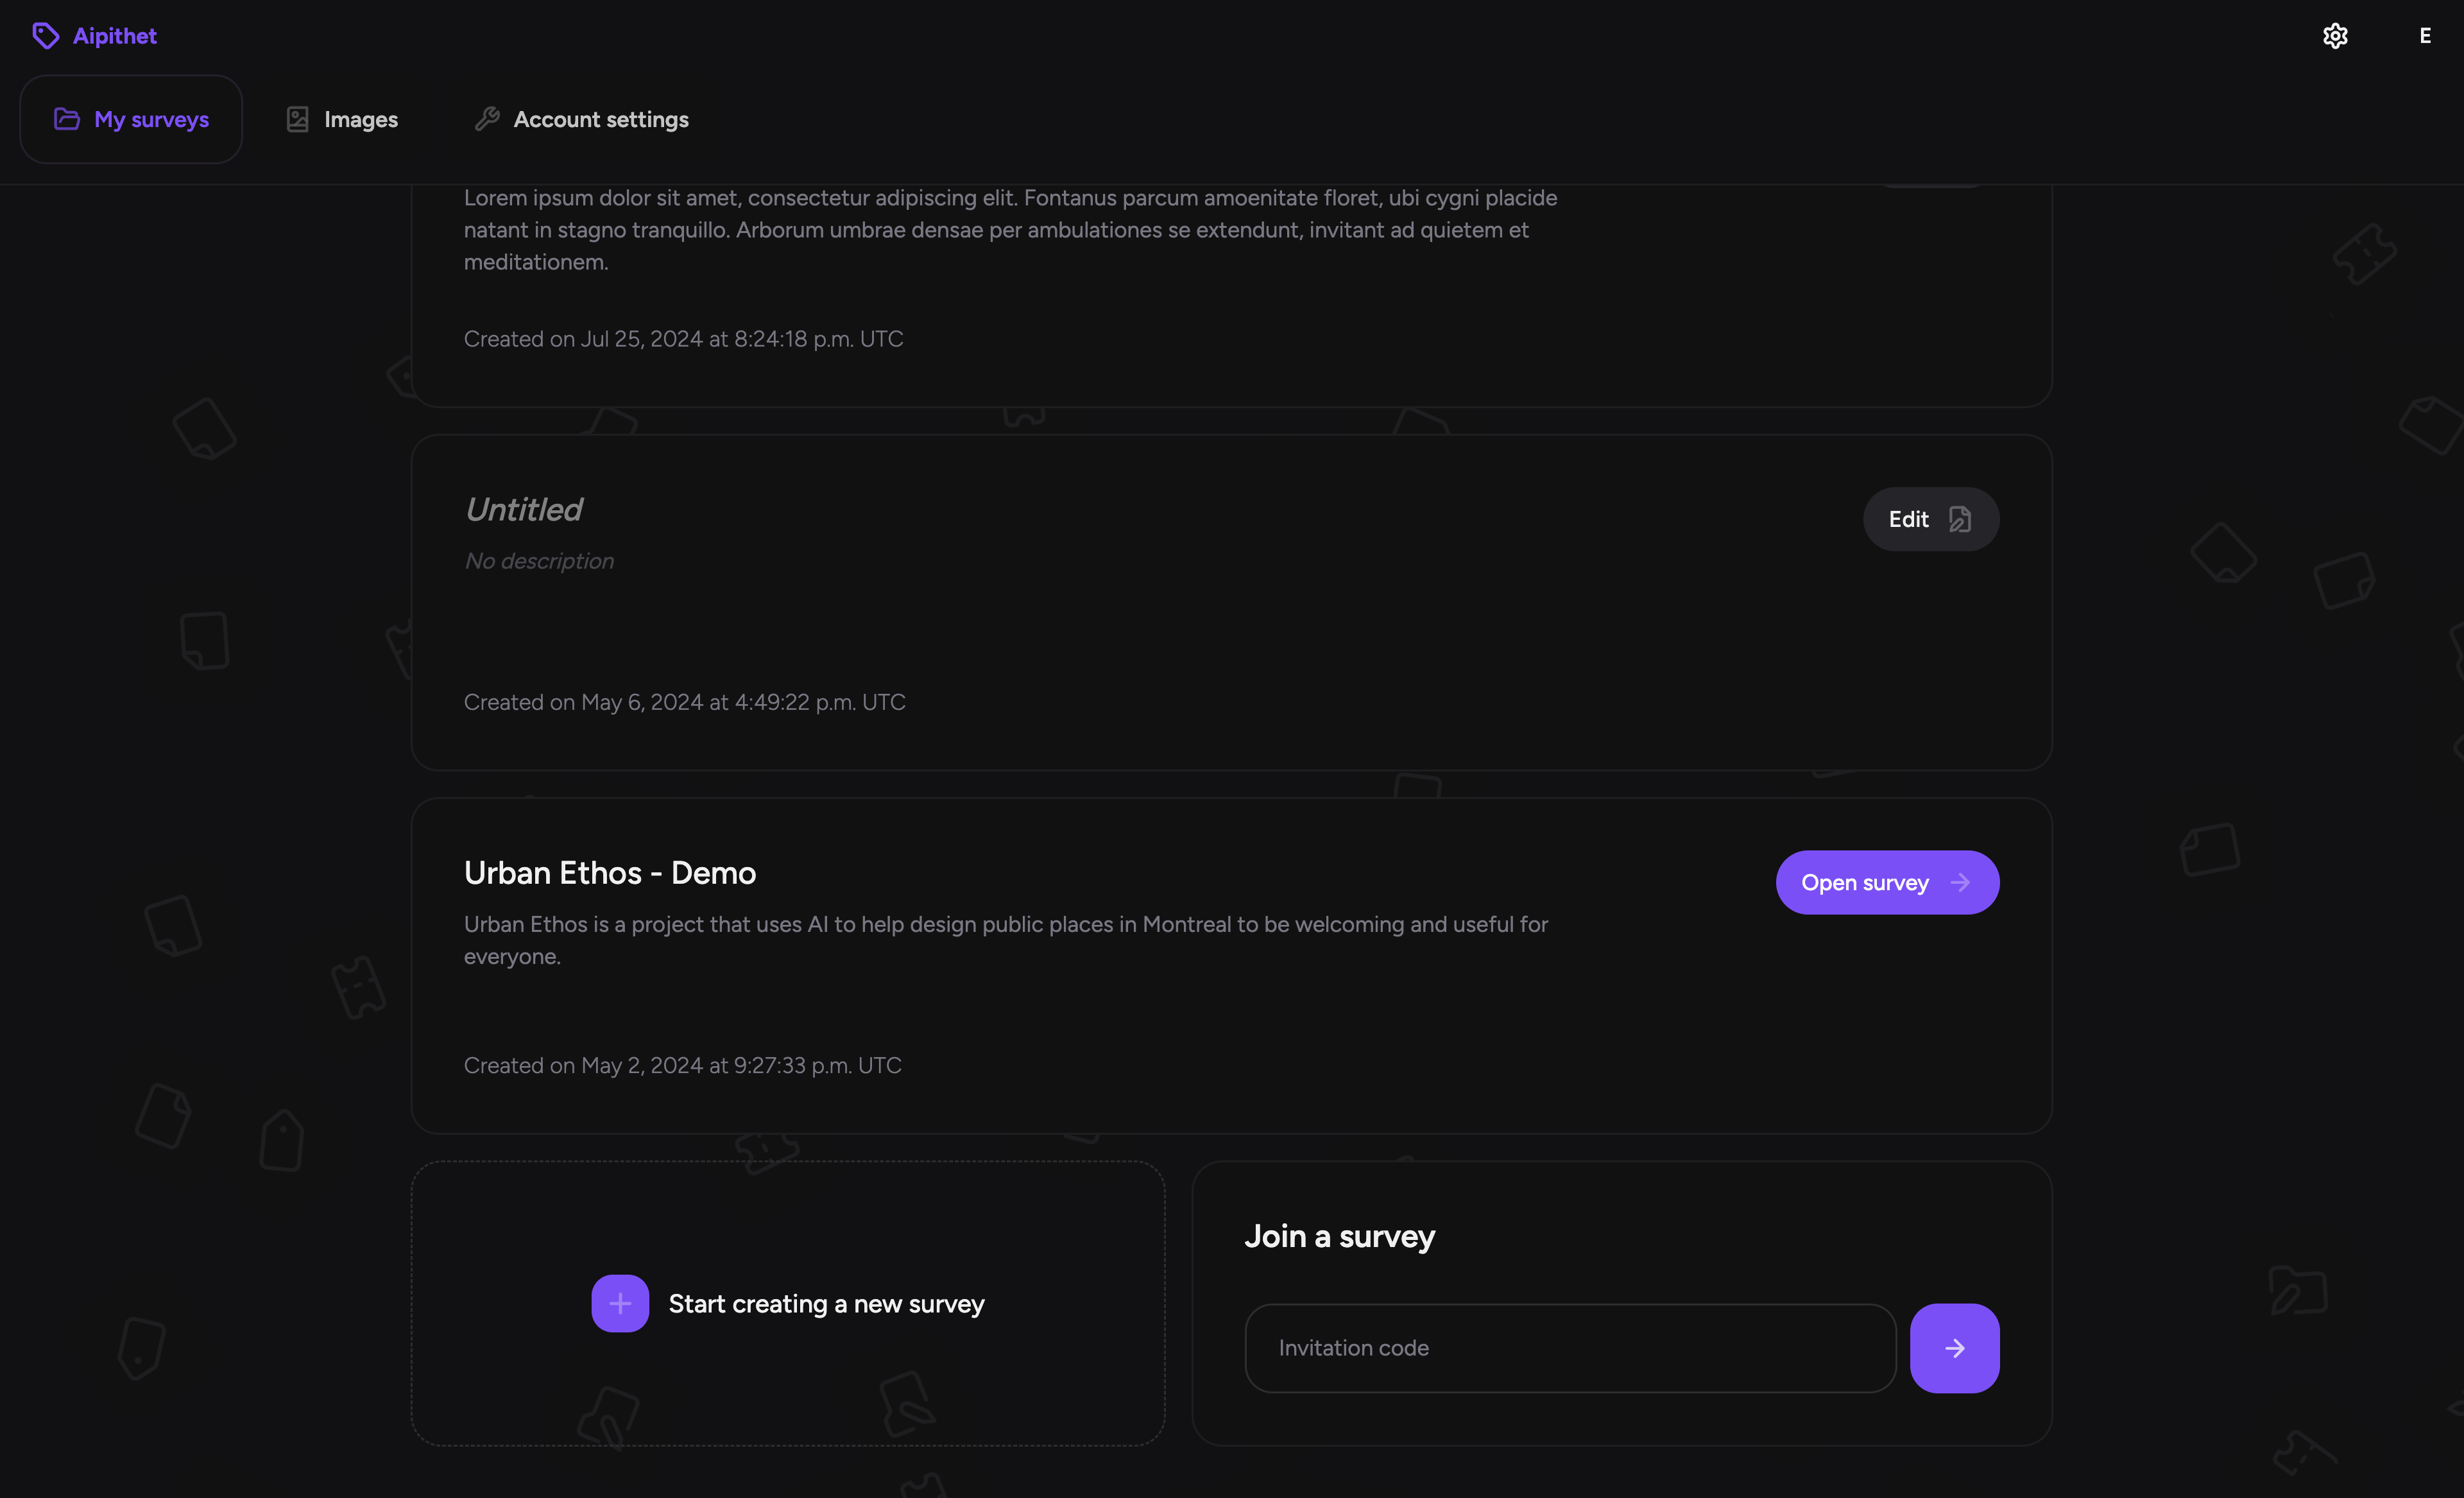 Aipithet
E
My surveys
Images
Account settings
Lorem ipsum dolor sit amet, consectetur adipiscing elit. Fontanus parcum amoenitate floret, ubi cygni placide
natant in stagno tranquillo. Arborum umbrae densae per ambulationes se extendunt, invitant ad quietem et
meditationem.
Created on Jul 25, 2024 at 8:24:18 p.m. UTC
Untitled
Edit
No description
Created on May 6, 2024 at 4:49:22 p.m. UTC
Urban Ethos - Demo
Open survey
Urban Ethos is a project that uses AI to help design public places in Montreal to be welcoming and useful for
everyone.
Created on May 2, 2024 at 9:27:33 p.m. UTC
Start creating a new survey
Join a survey
Invitation code